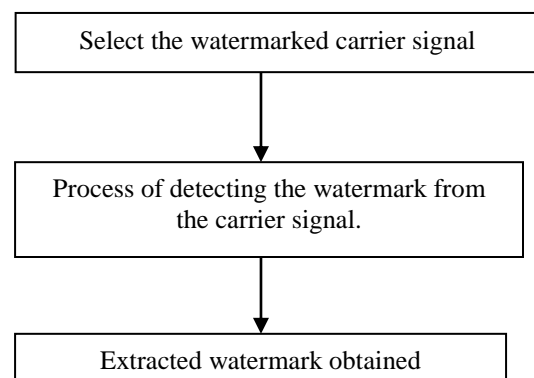 Select the watermarked carrier signal
Process of detecting the watermark from
the carrier signal.
Extracted watermark obtained